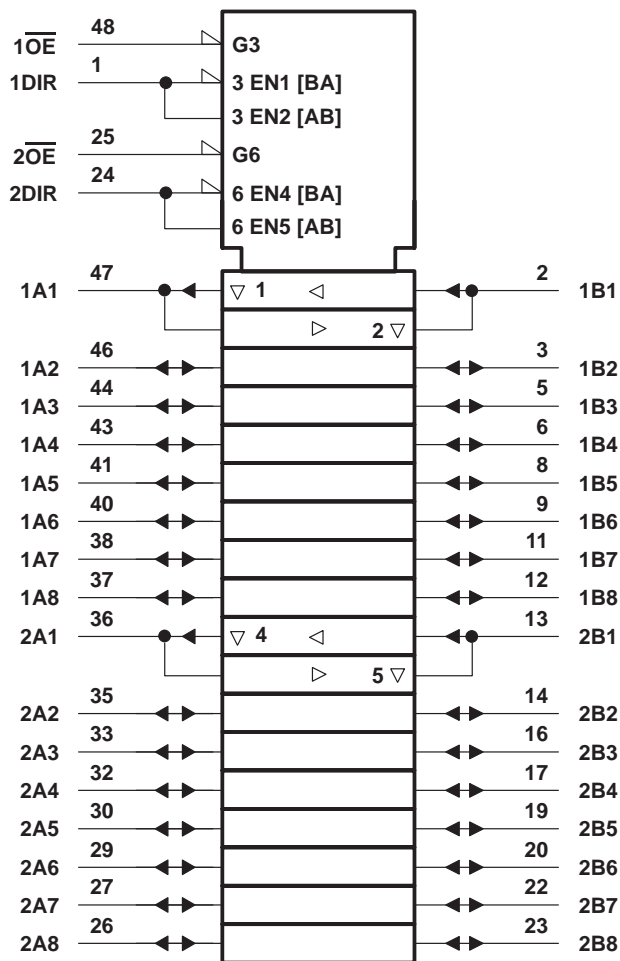 1OE 48 G3
1DIR 1 3 EN1 [BA]
3 EN2 [AB]
2OE 25 G6
2DIR 24 6 EN4 [BA]
6 EN5 [AB]
1A1 47 1 2 1B1
2
1A2 46 3 1B2
1A3 44 5 1B3
1A4 43 6 1B4
1A5 41 8 1B5
1A6 40 9 1B6
1A7 38 11 1B7
1A8 37 12 1B8
2A1 36 4 13 2B1
5
2A2 35 14 2B2
2A3 33 16 2B3
2A4 32 17 2B4
2A5 30 19 2B5
2A6 29 20 2B6
2A7 27 22 2B7
2A8 26 23 2B8